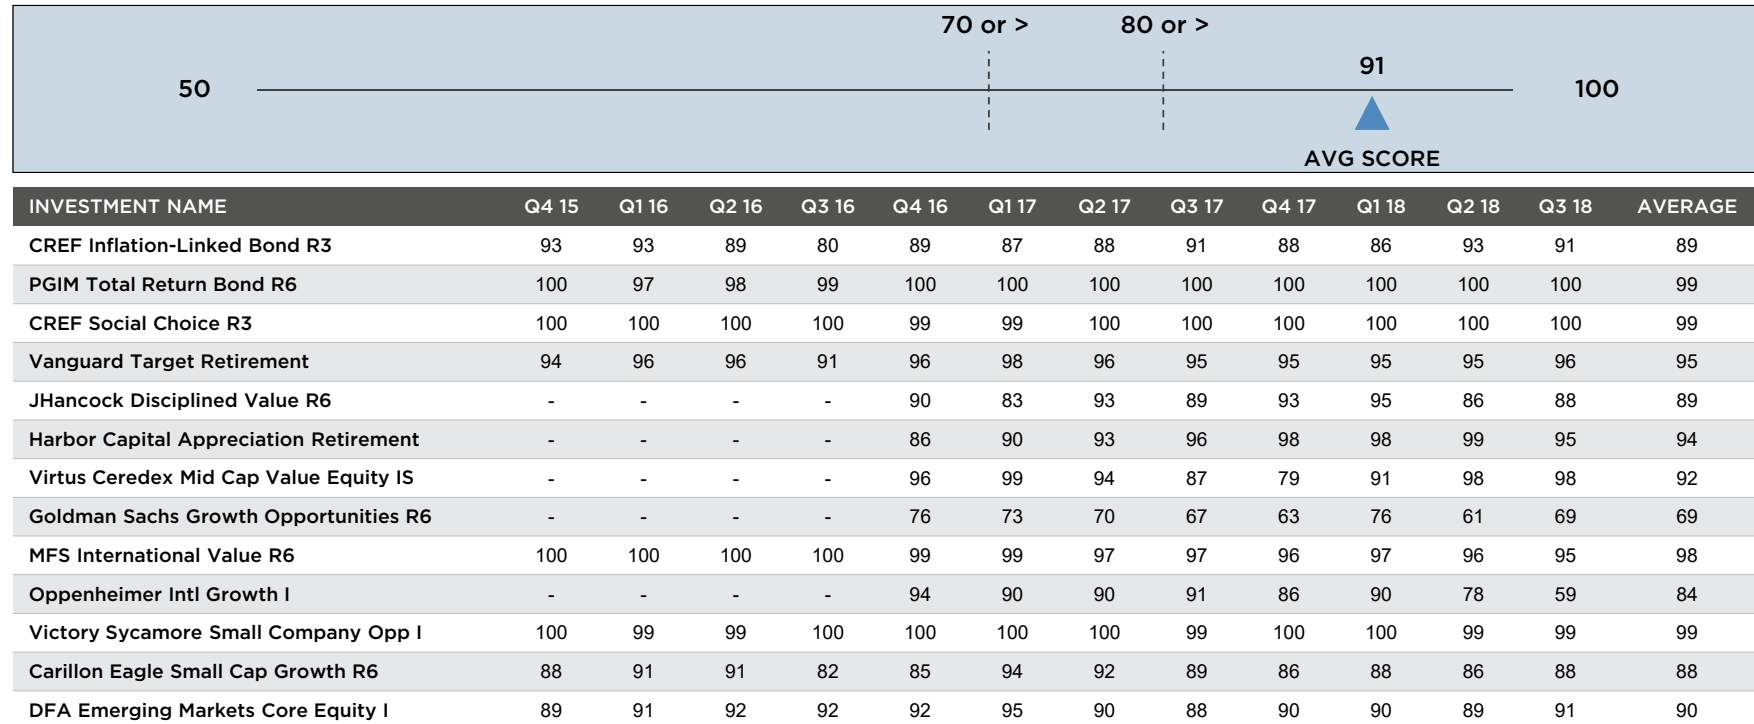 70 or > 80 or >
91
50 100
AVG SCORE
INVESTMENT NAME Q4 15 Q1 16 Q2 16 Q3 16 Q4 16 Q1 17 Q2 17 Q3 17 Q4 17 Q1 18 Q2 18 Q3 18 AVERAGE
CREF Inflation-Linked Bond R3 93 93 89 80 89 87 88 91 88 86 93 91 89
PGIM Total Return Bond R6 100 97 98 99 100 100 100 100 100 100 100 100 99
CREF Social Choice R3 100 100 100 100 99 99 100 100 100 100 100 100 99
Vanguard Target Retirement 94 96 96 91 96 98 96 95 95 95 95 96 95
JHancock Disciplined Value R6 - - - - 90 83 93 89 93 95 86 88 89
Harbor Capital Appreciation Retirement - - - - 86 90 93 96 98 98 99 95 94
Virtus Ceredex Mid Cap Value Equity IS - - - - 96 99 94 87 79 91 98 98 92
Goldman Sachs Growth Opportunities R6 - - - - 76 73 70 67 63 76 61 69 69
MFS International Value R6 100 100 100 100 99 99 97 97 96 97 96 95 98
Oppenheimer Intl Growth I - - - - 94 90 90 91 86 90 78 59 84
Victory Sycamore Small Company Opp I 100 99 99 100 100 100 100 99 100 100 99 99 99
Carillon Eagle Small Cap Growth R6 88 91 91 82 85 94 92 89 86 88 86 88 88
DFA Emerging Markets Core Equity I 89 91 92 92 92 95 90 88 90 90 89 91 90